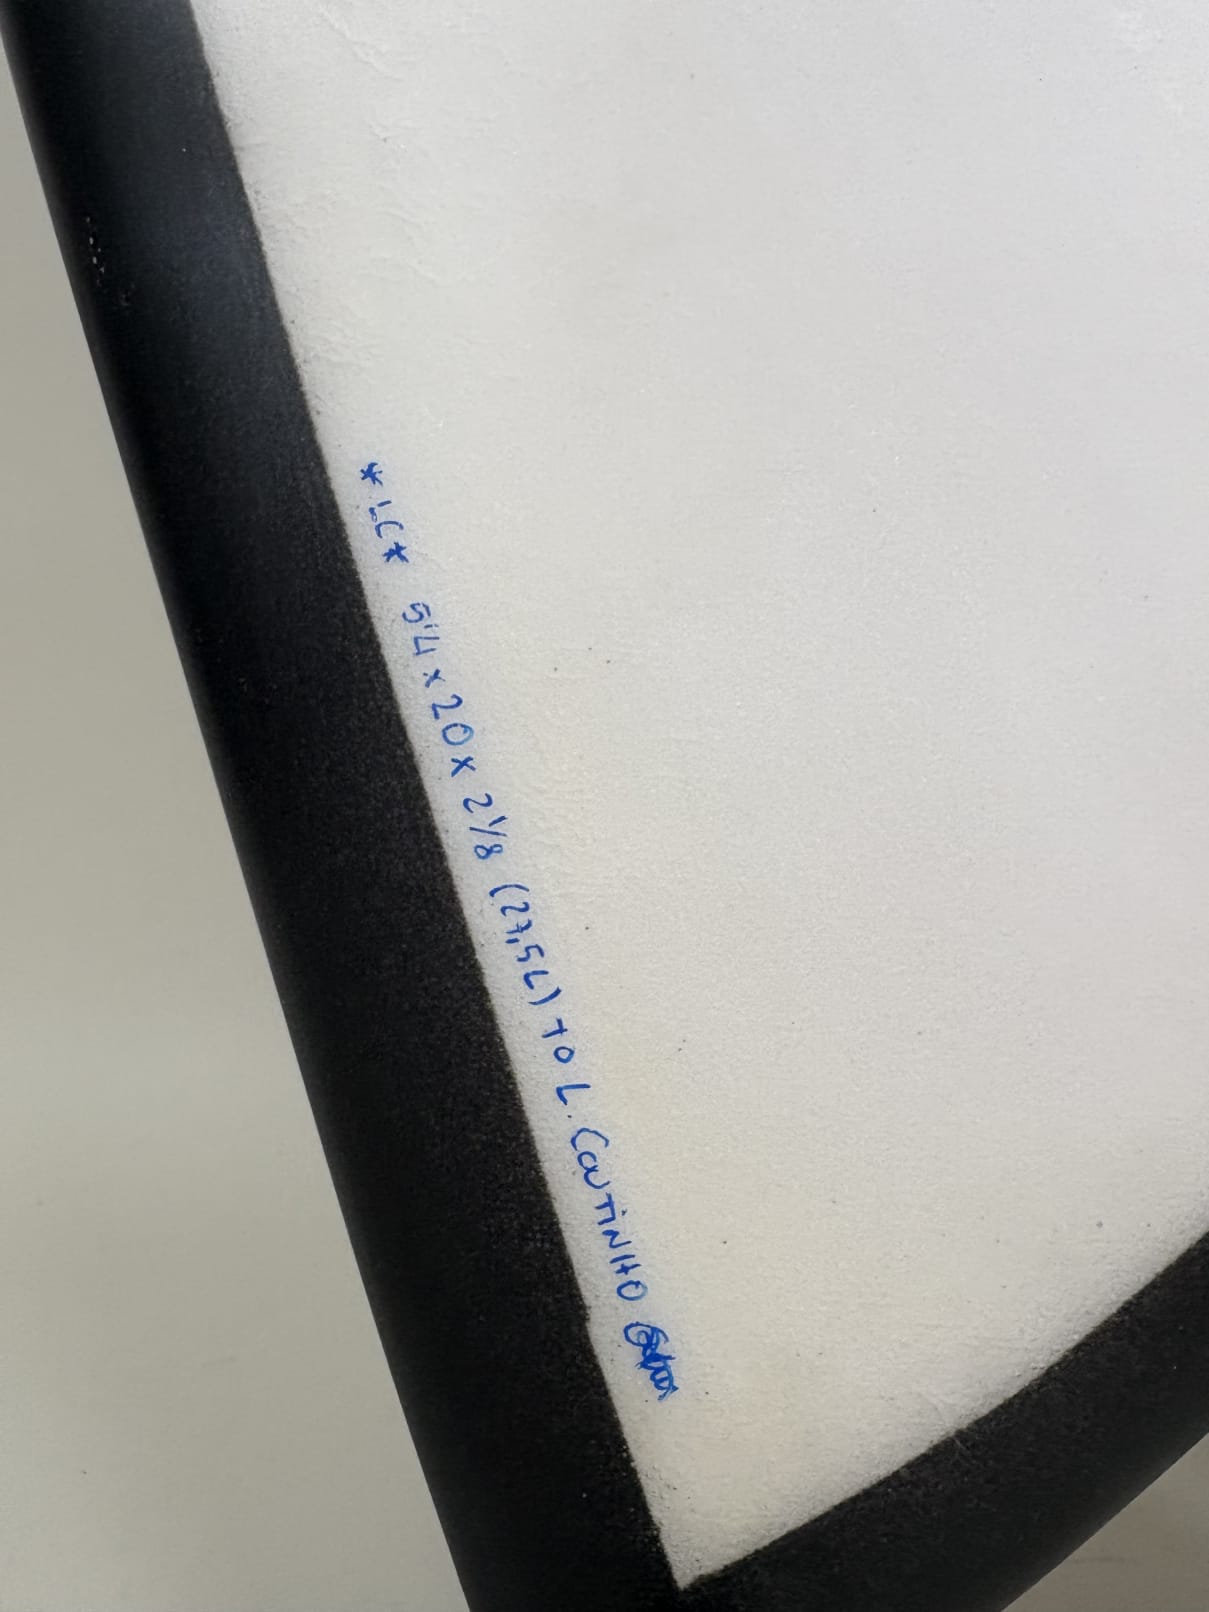 *LC* 5'4 x 20 x 2 1/8 (27,5L) TO L. COUTINHO